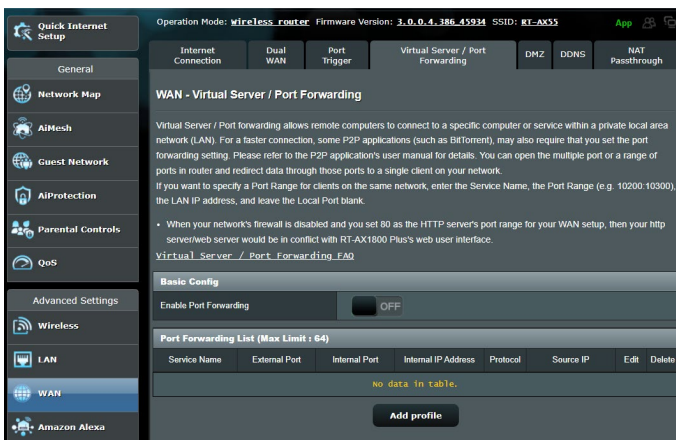 Quick Internet
Setup
General
Network Map
AiMesh
Guest Network
AiProtection
Parental Controls
QoS
Advanced Settings
Wireless
LAN
WAN
Amazon Alexa
Operation Mode: Wireless router Firmware Version: 3.0.0.4.386_45934 SSID: RT-AX55
App
Internet
Connection
Dual
WAN
Port
Trigger
Virtual Server / Port
Forwarding
DMZ
DDNS
NAT
Passthrough
WAN - Virtual Server / Port Forwarding
Virtual Server / Port forwarding allows remote computers to connect to a specific computer or service within a private local area
network (LAN). For a faster connection, some P2P applications (such as BitTorrent), may also require that you set the port
forwarding setting. Please refer to the P2P application's user manual for details. You can open the multiple port or a range of
ports in router and redirect data through those ports to a single client on your network.
If you want to specify a Port Range for clients on the same network, enter the Service Name, the Port Range (e.g. 10200:10300),
the LAN IP address, and leave the Local Port blank.
• When your network's firewall is disabled and you set 80 as the HTTP server's port range for your WAN setup, then your http
server/web server would be in conflict with RT-AX1800 Plus's web user interface.
Virtual Server / Port Forwarding FAQ
Basic Config
Enable Port Forwarding
OFF
Port Forwarding List (Max Limit : 64)
Service Name External Port Internal Port Internal IP Address Protocol Source IP Edit Delete
No data in table.
Add profile